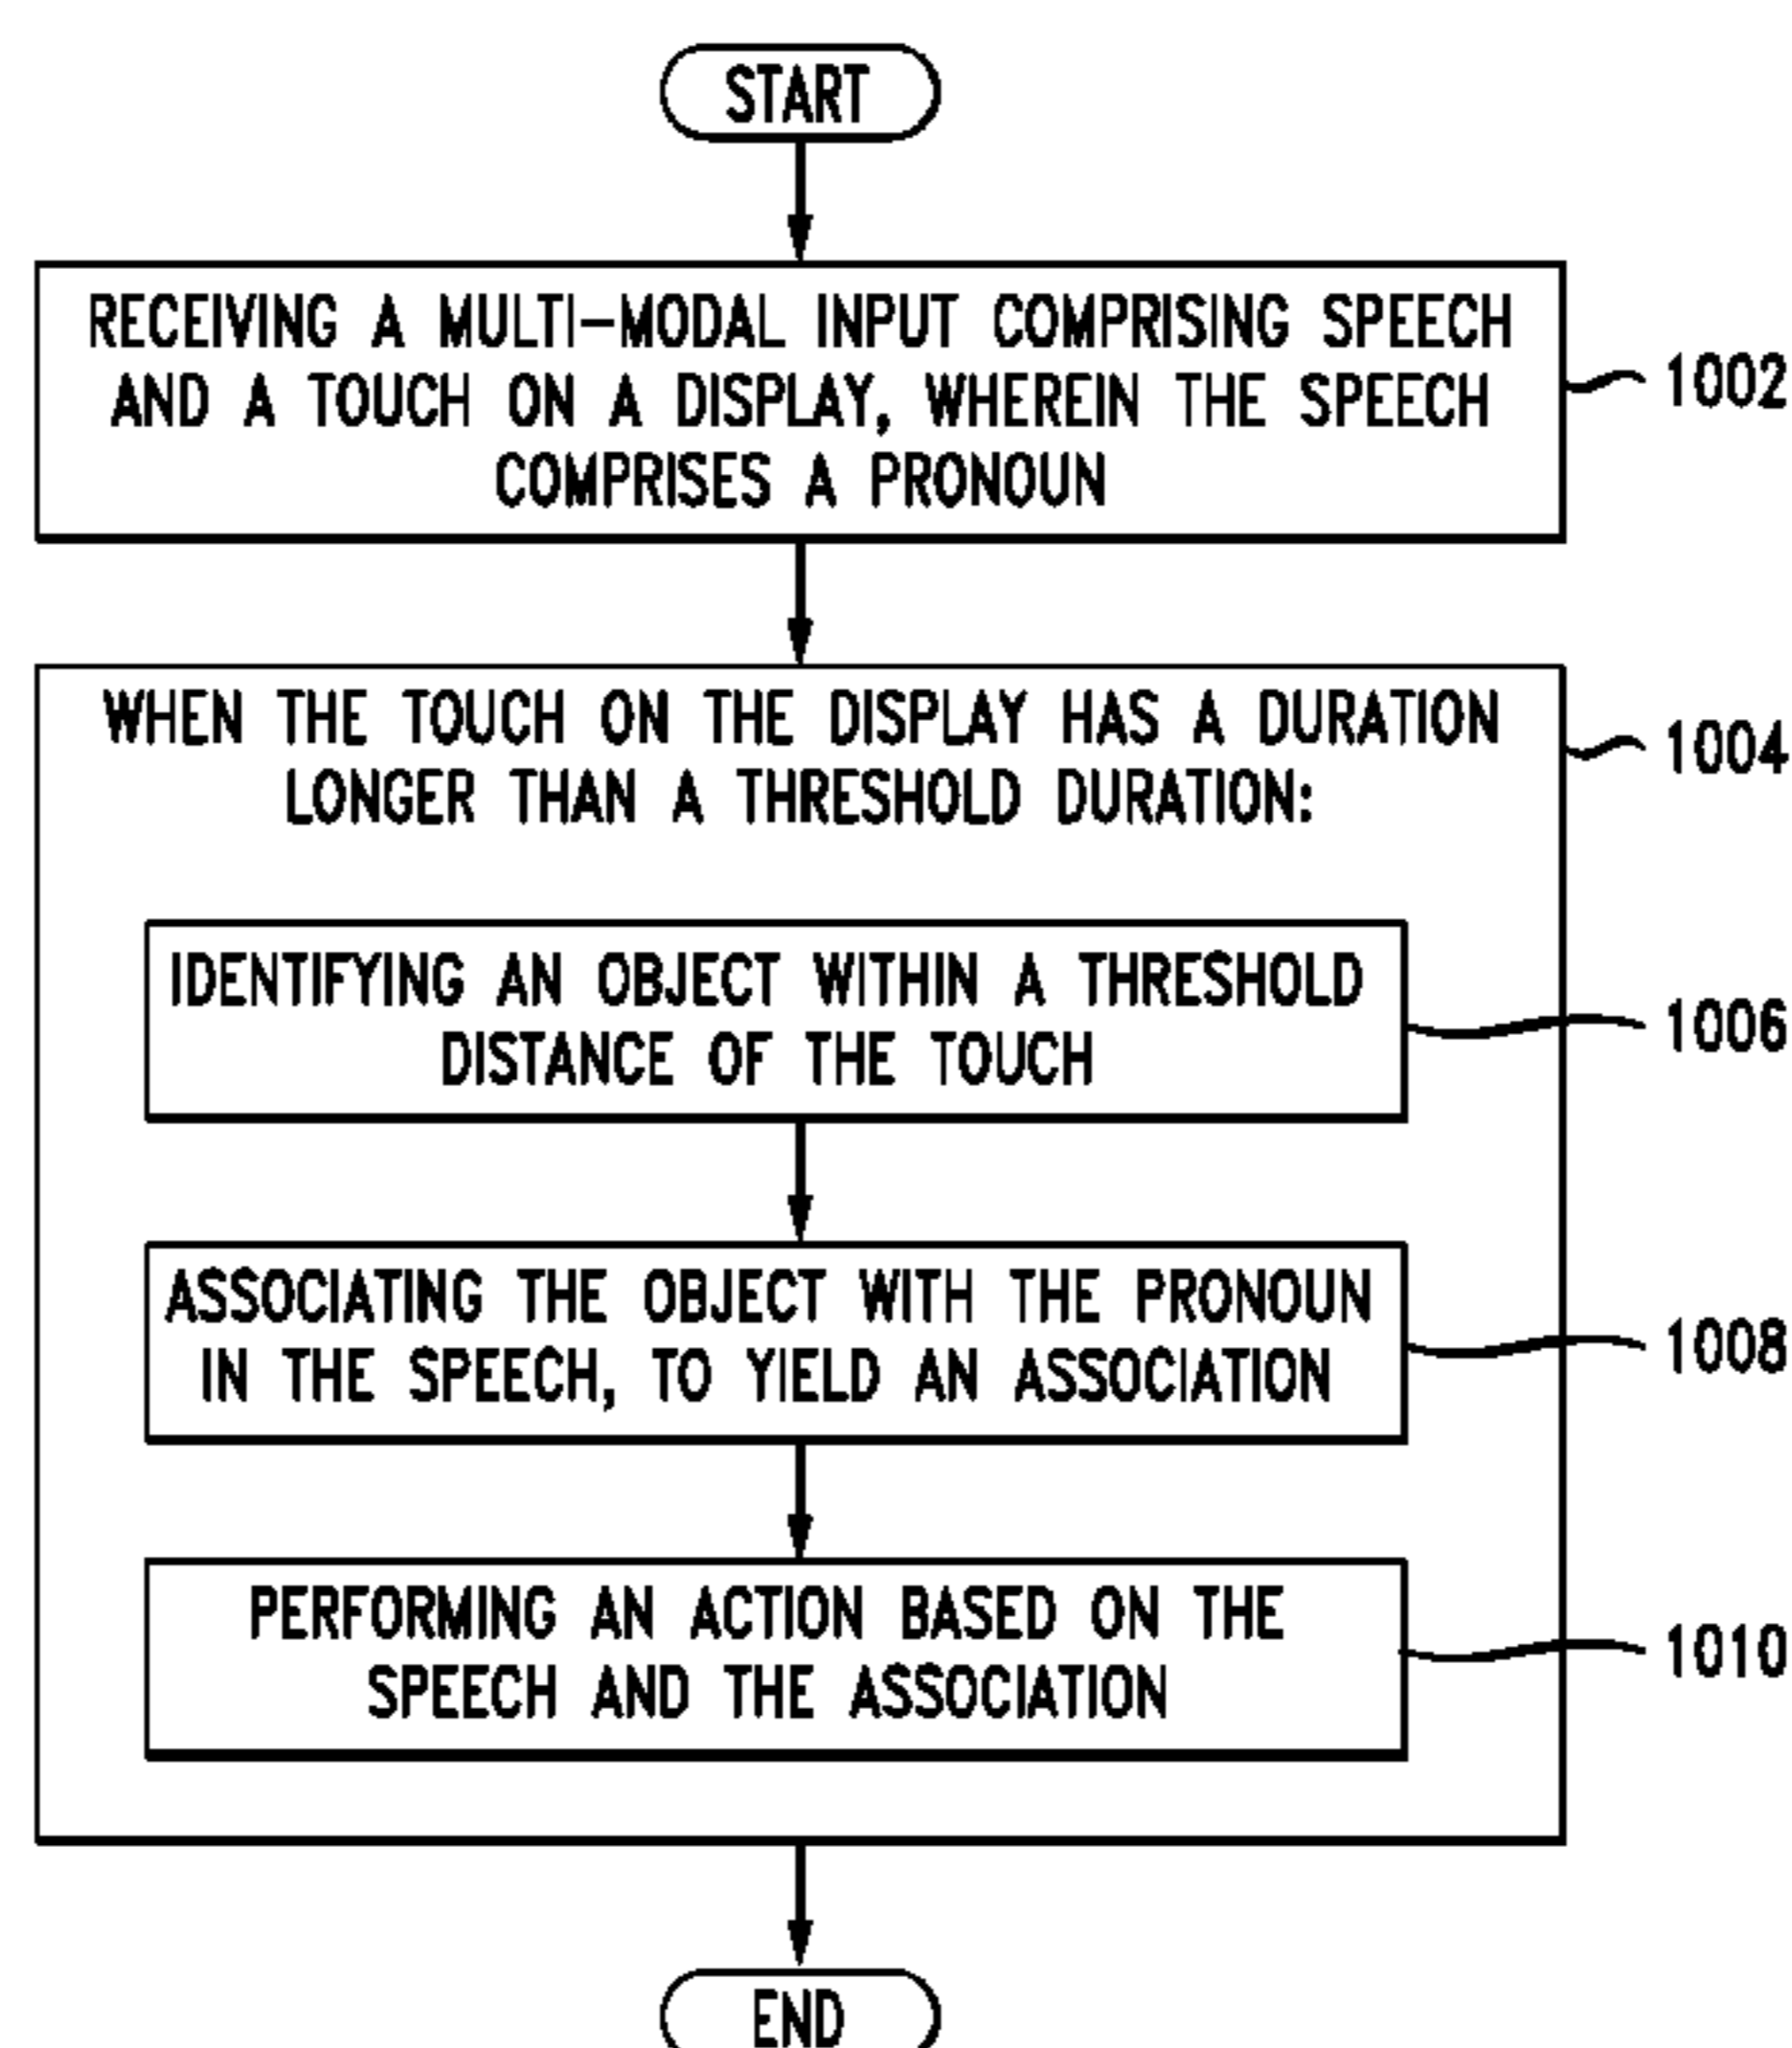 START
RECEIVING A MULTI-MODAL INPUT COMPRISING SPEECH
AND A TOUCH ON A DISPLAY, WHEREIN THE SPEECH
COMPRISES A PRONOUN
1002
WHEN THE TOUCH ON THE DISPLAY HAS A DURATION
LONGER THAN A THRESHOLD DURATION:
1004
IDENTIFYING AN OBJECT WITHIN A THRESHOLD
DISTANCE OF THE TOUCH
1006
ASSOCIATING THE OBJECT WITH THE PRONOUN
IN THE SPEECH, TO YIELD AN ASSOCIATION
1008
PERFORMING AN ACTION BASED ON THE
SPEECH AND THE ASSOCIATION
1010
END